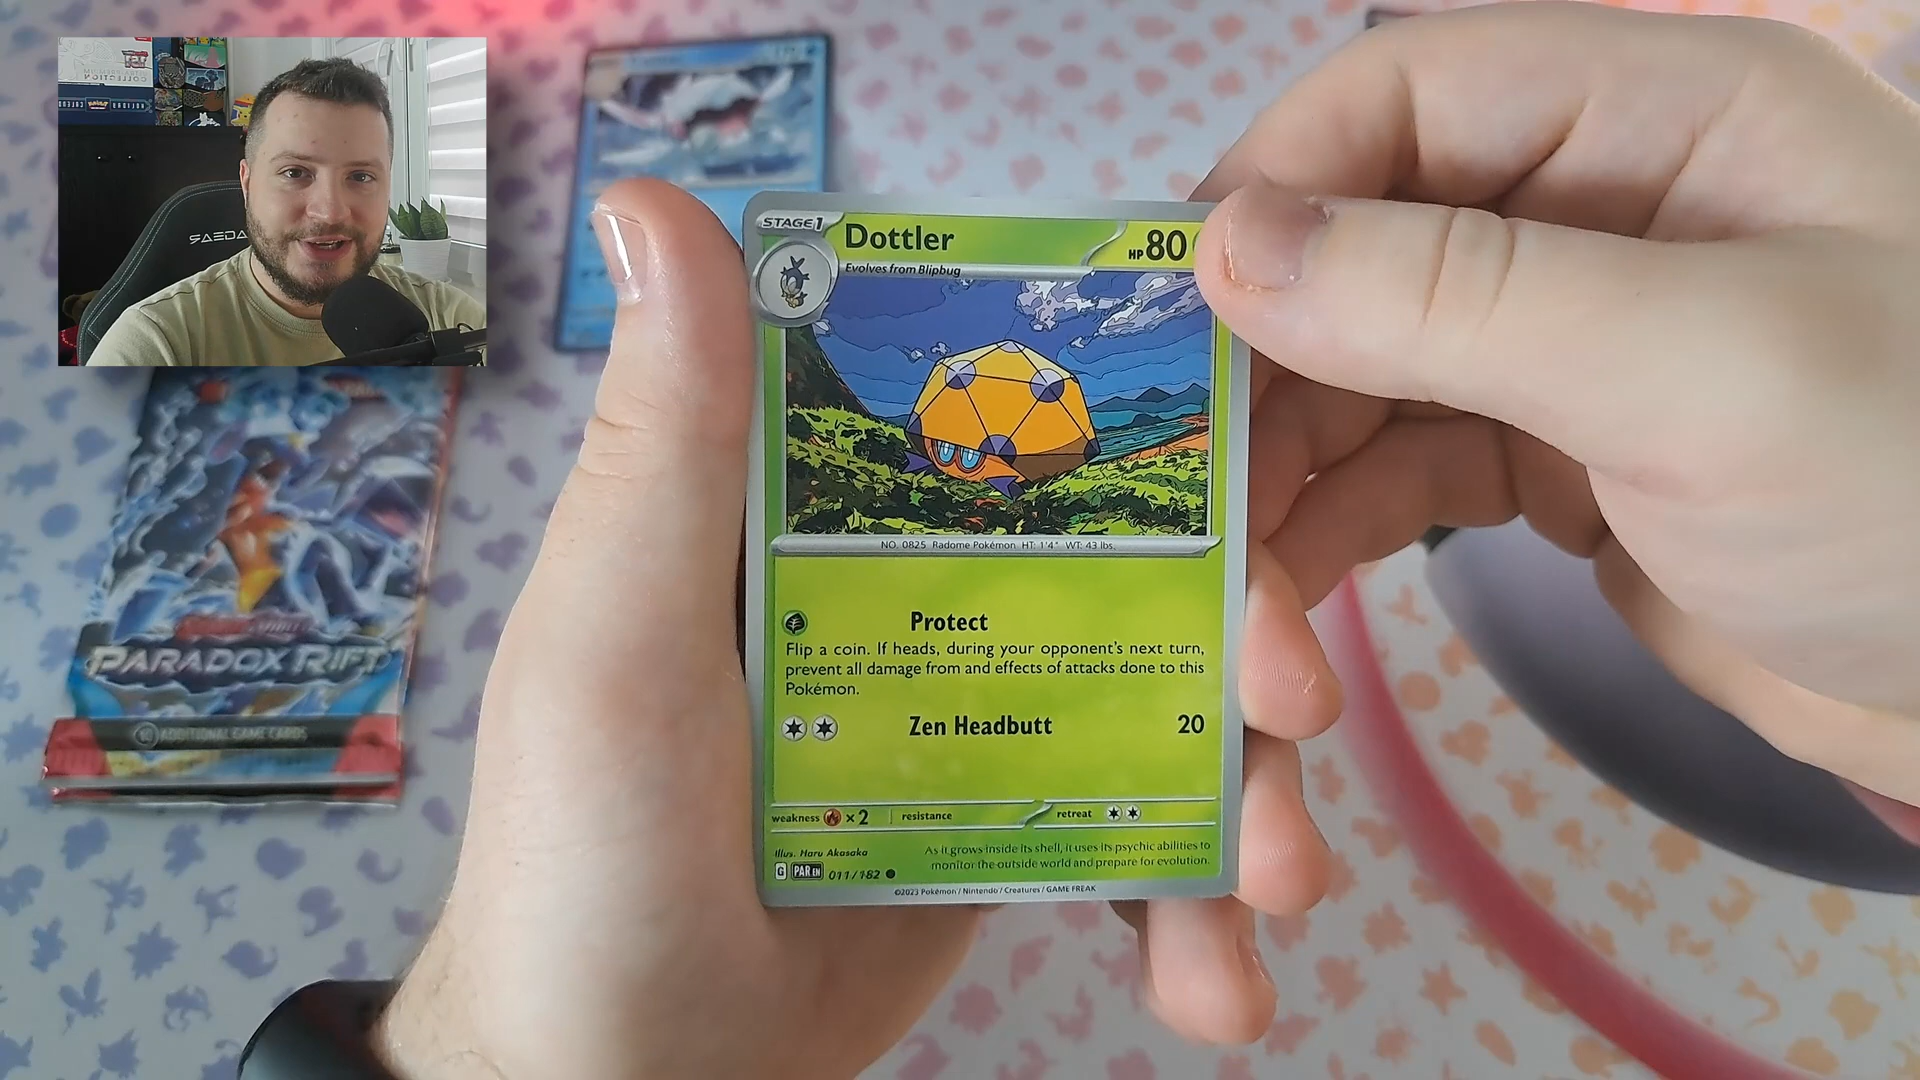 COLLECTION
STAGE1
Dottler
HP 80
Evolves from Blipbug
NO. 0825 Radome Pokémon HT: 1'4" WT: 43 lbs.
Protect
Flip a coin. If heads, during your opponent's next turn,
prevent all damage from and effects of attacks done to this
Pokémon.
Zen Headbutt 20
weakness ×2 resistance retreat
Illus. Haru Akasaka
As it grows inside its shell, it uses its psychic abilities to
monitor the outside world and prepare for evolution.
G PAR EN 011/182
©2023 Pokémon / Nintendo / Creatures / GAME FREAK
PARADOX RIFT
10 ADDITIONAL GAME CARDS